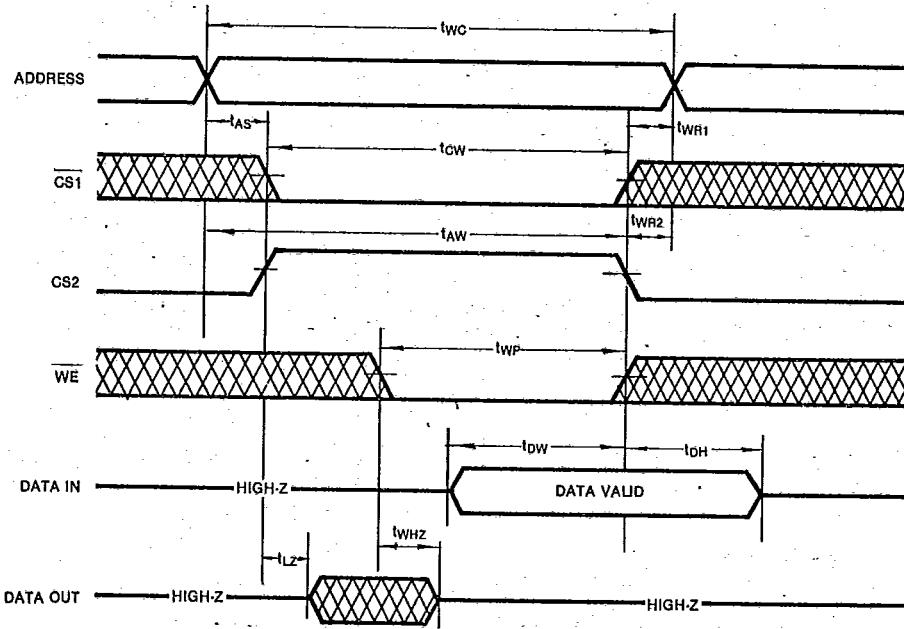 tWC
ADDRESS
tAS
tWR1
tCW
CS1
tWR2
tAW
CS2
tWP
WE
tDW
tDH
DATA IN
HIGH-Z
DATA VALID
tWHZ
tLZ
DATA OUT
HIGH-Z
HIGH-Z